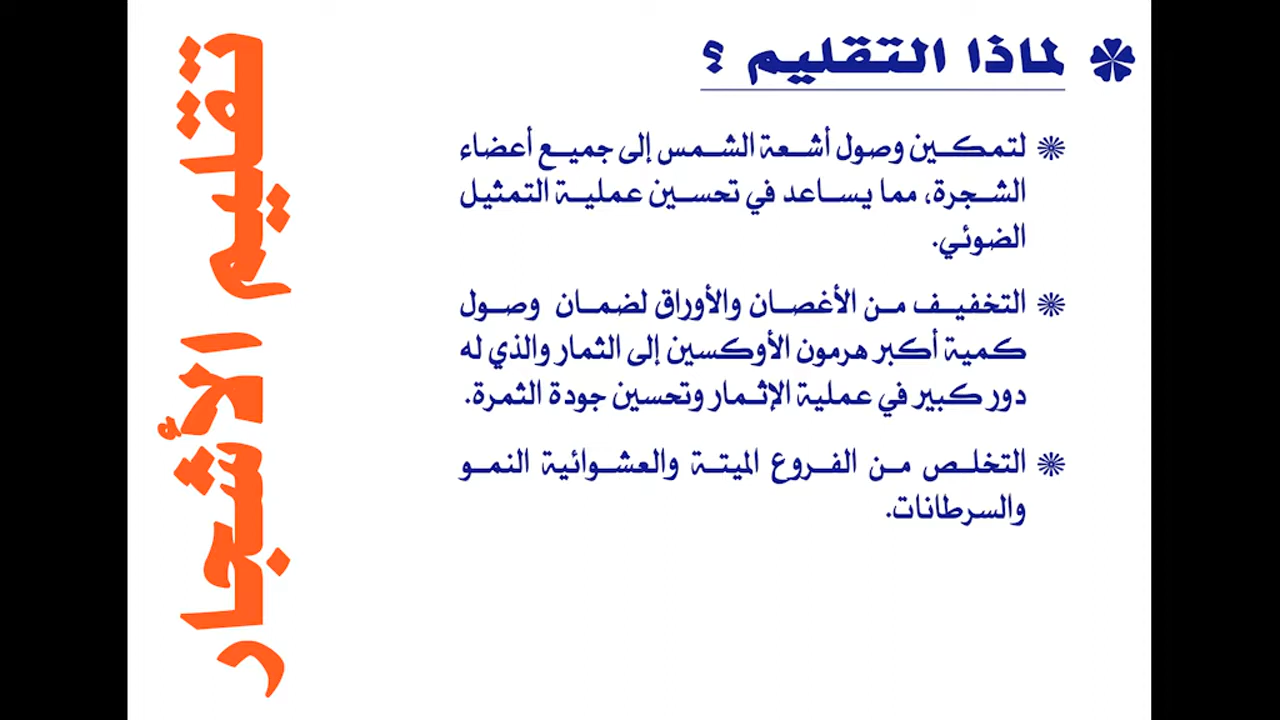 لماذا التقليم ؟
لتمكين وصول أشعة الشمس إلى جميع أعضاء
الشجرة، مما يساعد في تحسين عملية التمثيل
الضوئي.
التخفيف من الأغصان والأوراق لضمان وصول
كمية أكبر هرمون الأوكسين إلى الثمار والذي له
دور كبير في عملية الإثمار وتحسين جودة الثمرة.
التخلص من الفروع الميتة والعشوائية النمو
والسرطانات.
تقليم الأشجار